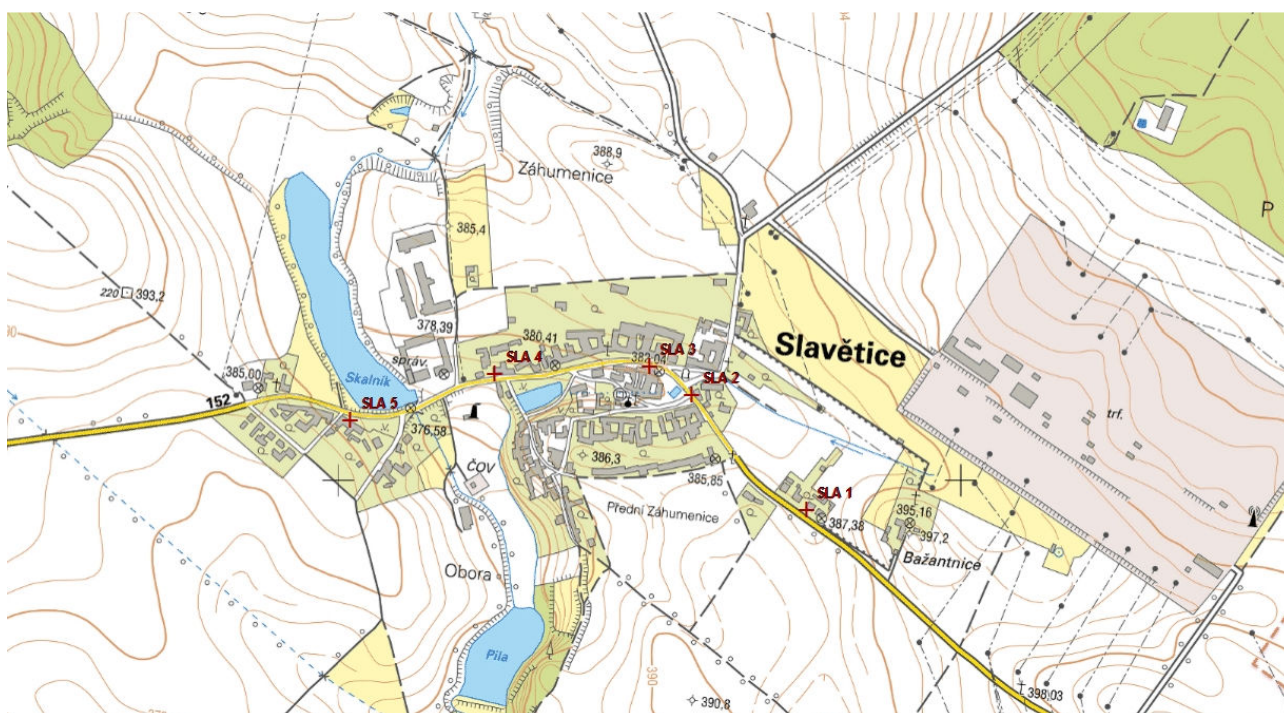 388,9
Záhumenice
385,4
P
220
393,2
378,39
380,41
Slavětice
správ.
SLA 4
SLA 3
382,04
385,00
Skalník
SLA 2
152
SLA 5
trf.
376,58
386,3
ČOV
385,85
SLA 1
395,16
Přední Záhumenice
387,38
397,2
Bažantnice
Obora
Pila
390
398,03
390,8